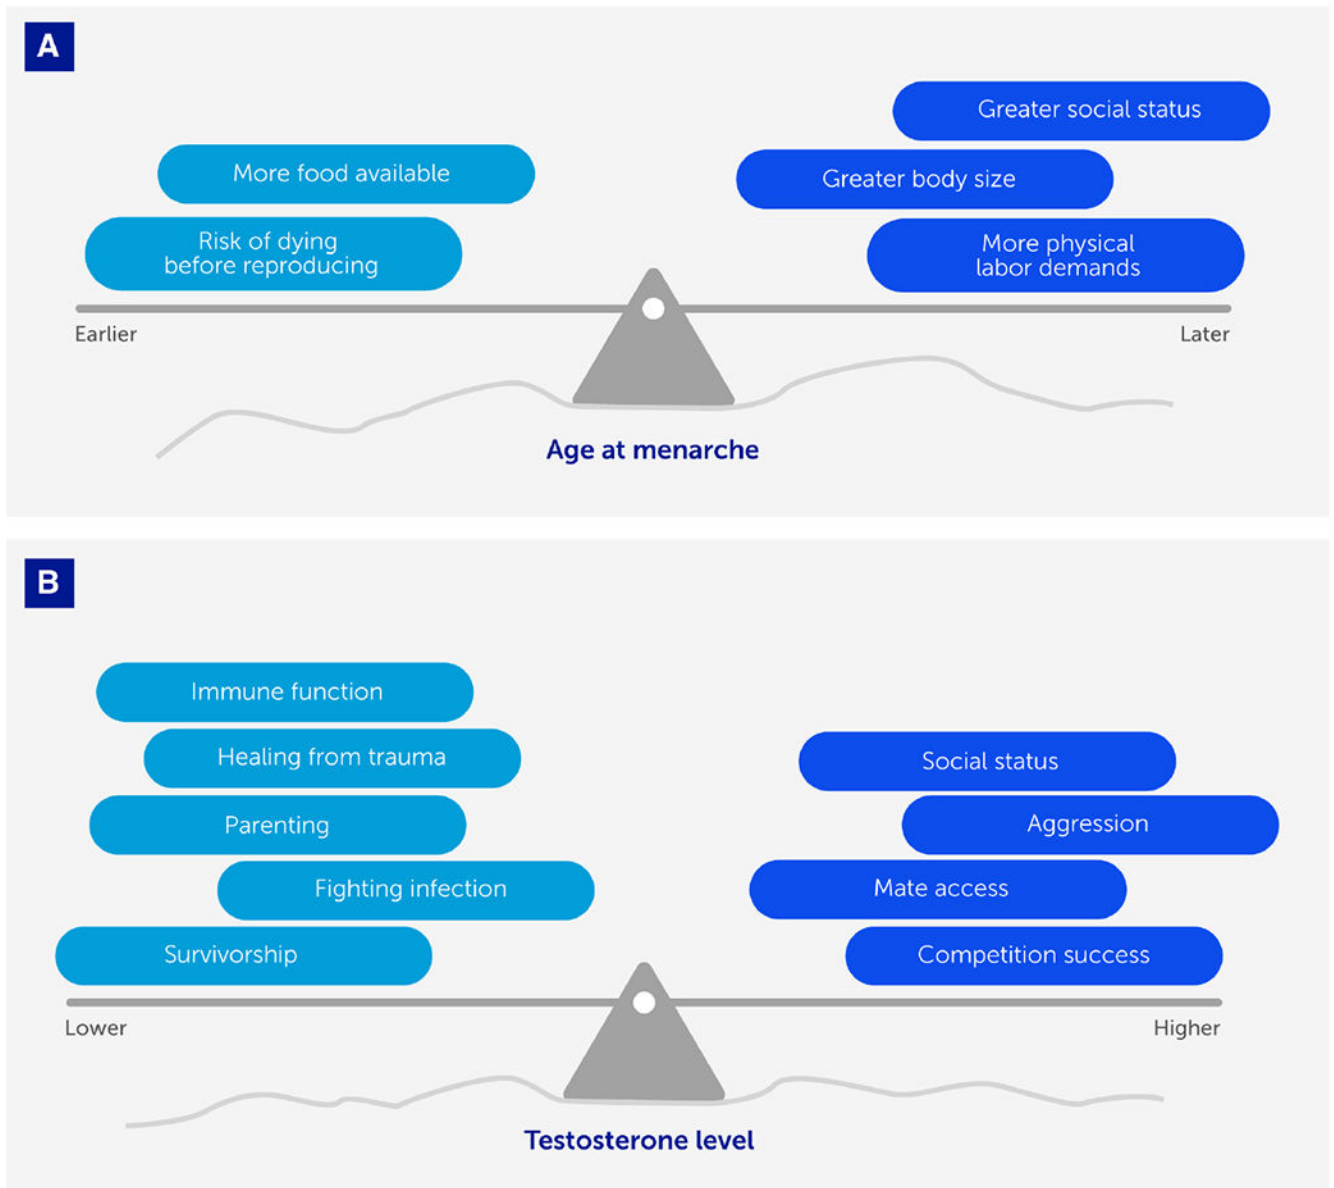 A
Greater social status
More food available
Greater body size
Risk of dying
before reproducing
More physical
labor demands
Earlier
Later
Age at menarche
B
Immune function
Healing from trauma
Social status
Parenting
Aggression
Fighting infection
Mate access
Survivorship
Competition success
Lower
Higher
Testosterone level